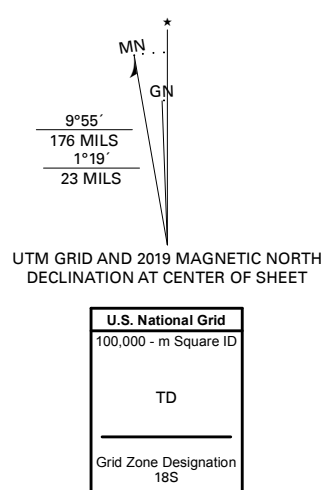 ★
MN
GN
9°55´
176 MILS
1°19´
23 MILS
UTM GRID AND 2019 MAGNETIC NORTH
DECLINATION AT CENTER OF SHEET
U.S. National Grid
100,000 - m Square ID
TD
Grid Zone Designation
18S